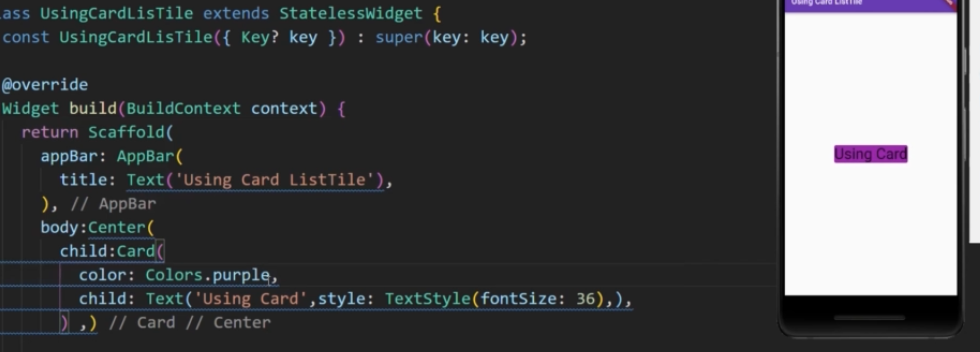 ass UsingCardLisTile extends StatelessWidget {
const UsingCardLisTile({ Key? key }) : super(key: key);
@override
Widget build(BuildContext context) {
return Scaffold(
appBar: AppBar(
title: Text('Using Card ListTile'),
), // AppBar
body:Center(
child:Card(
color: Colors.purple,
child: Text('Using Card',style: TextStyle(fontSize: 36),),
) ,) // Card // Center
Using Card ListTile
Using Card